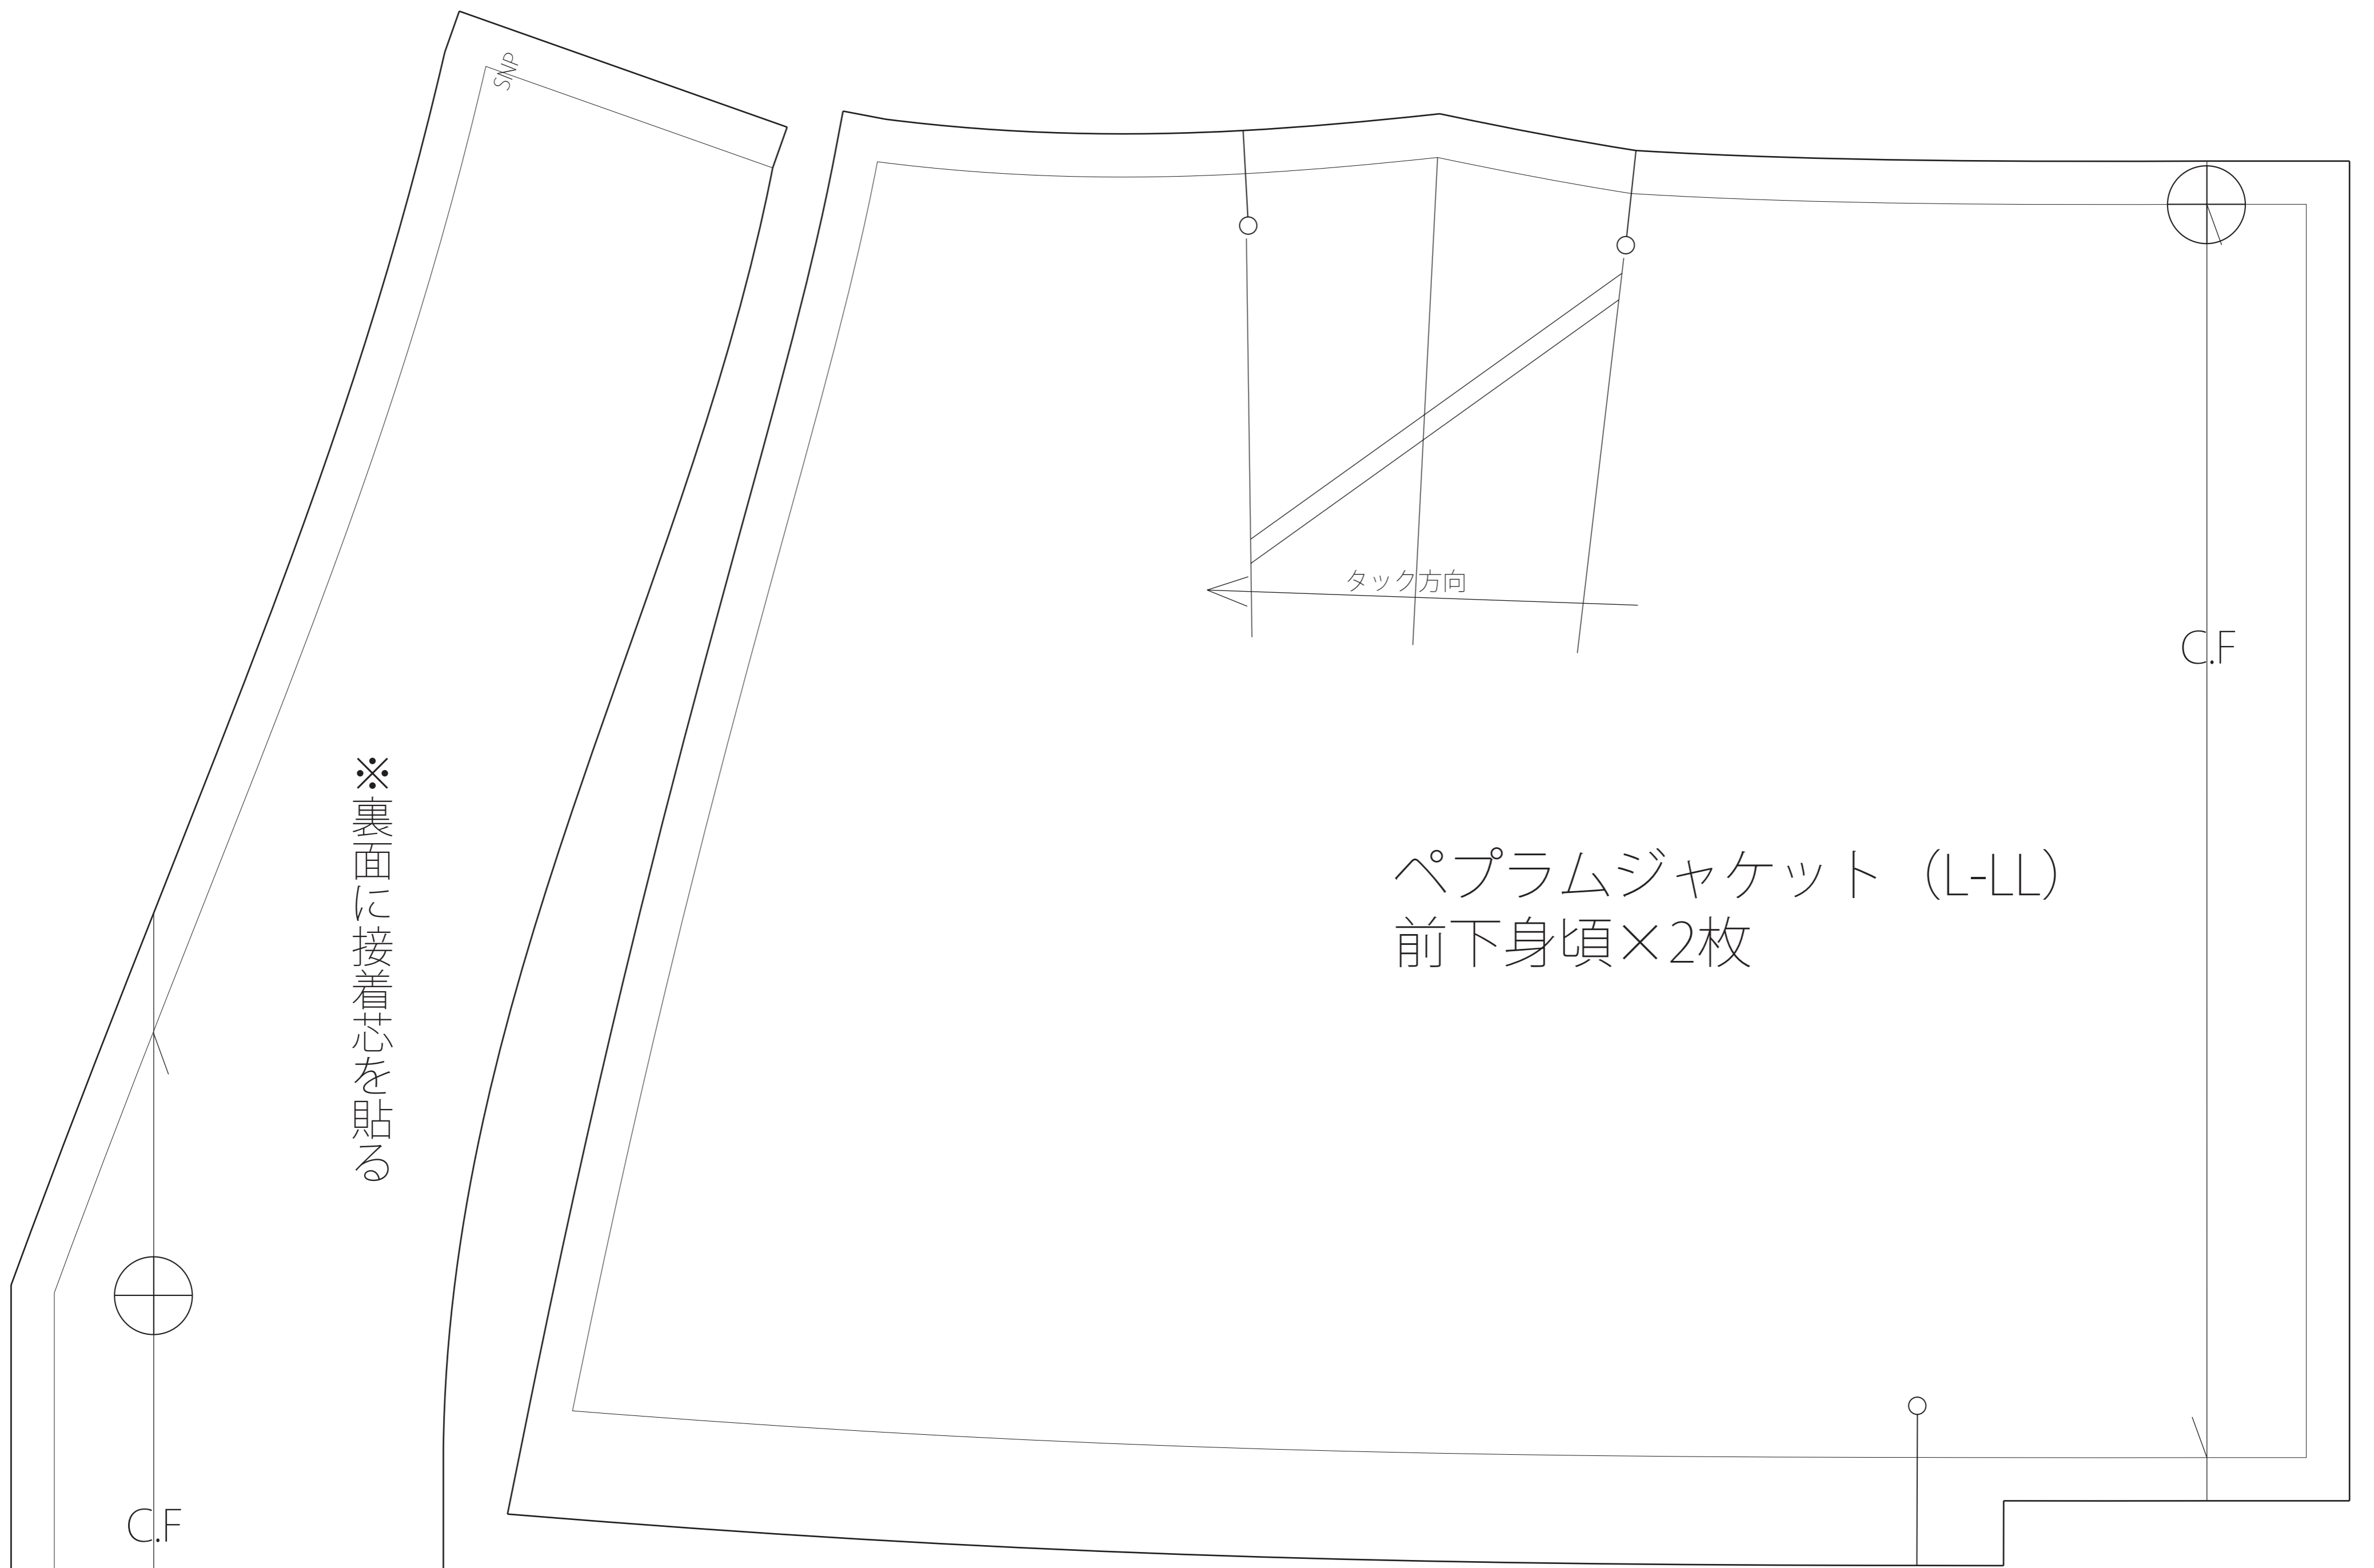 SNP
タック方向
C.F
※裏面に接着芯を貼る
ペプラムジャケット (L-LL)
前下身頃×2枚
C.F